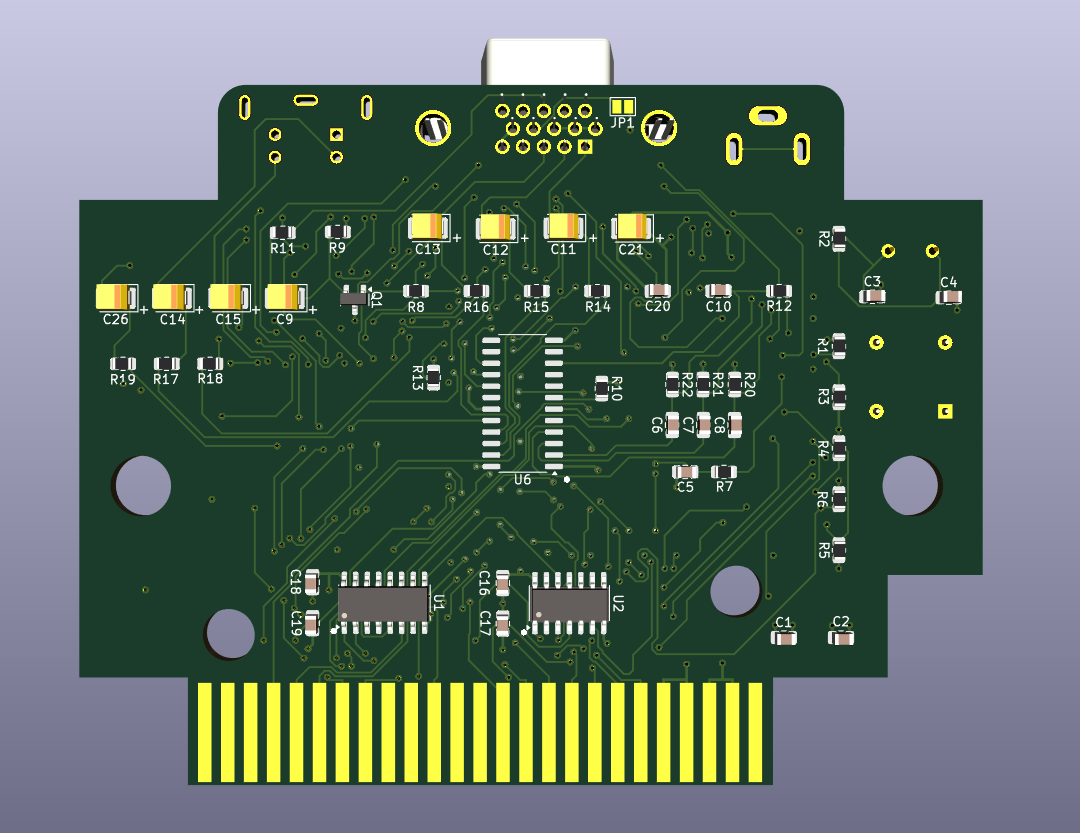 JP1
R11
R9
C13
+
C12
+
C11
+
C21
+
R2
C3
C4
C26
+
C14
+
C15
+
C9
+
Q1
R8
R16
R15
R14
C20
C10
R12
R1
R19
R17
R18
R13
R10
R22
R21
R20
R3
C6
C7
C8
R4
U6
C5
R7
R6
R5
C18
C19
U1
C16
C17
U2
C1
C2